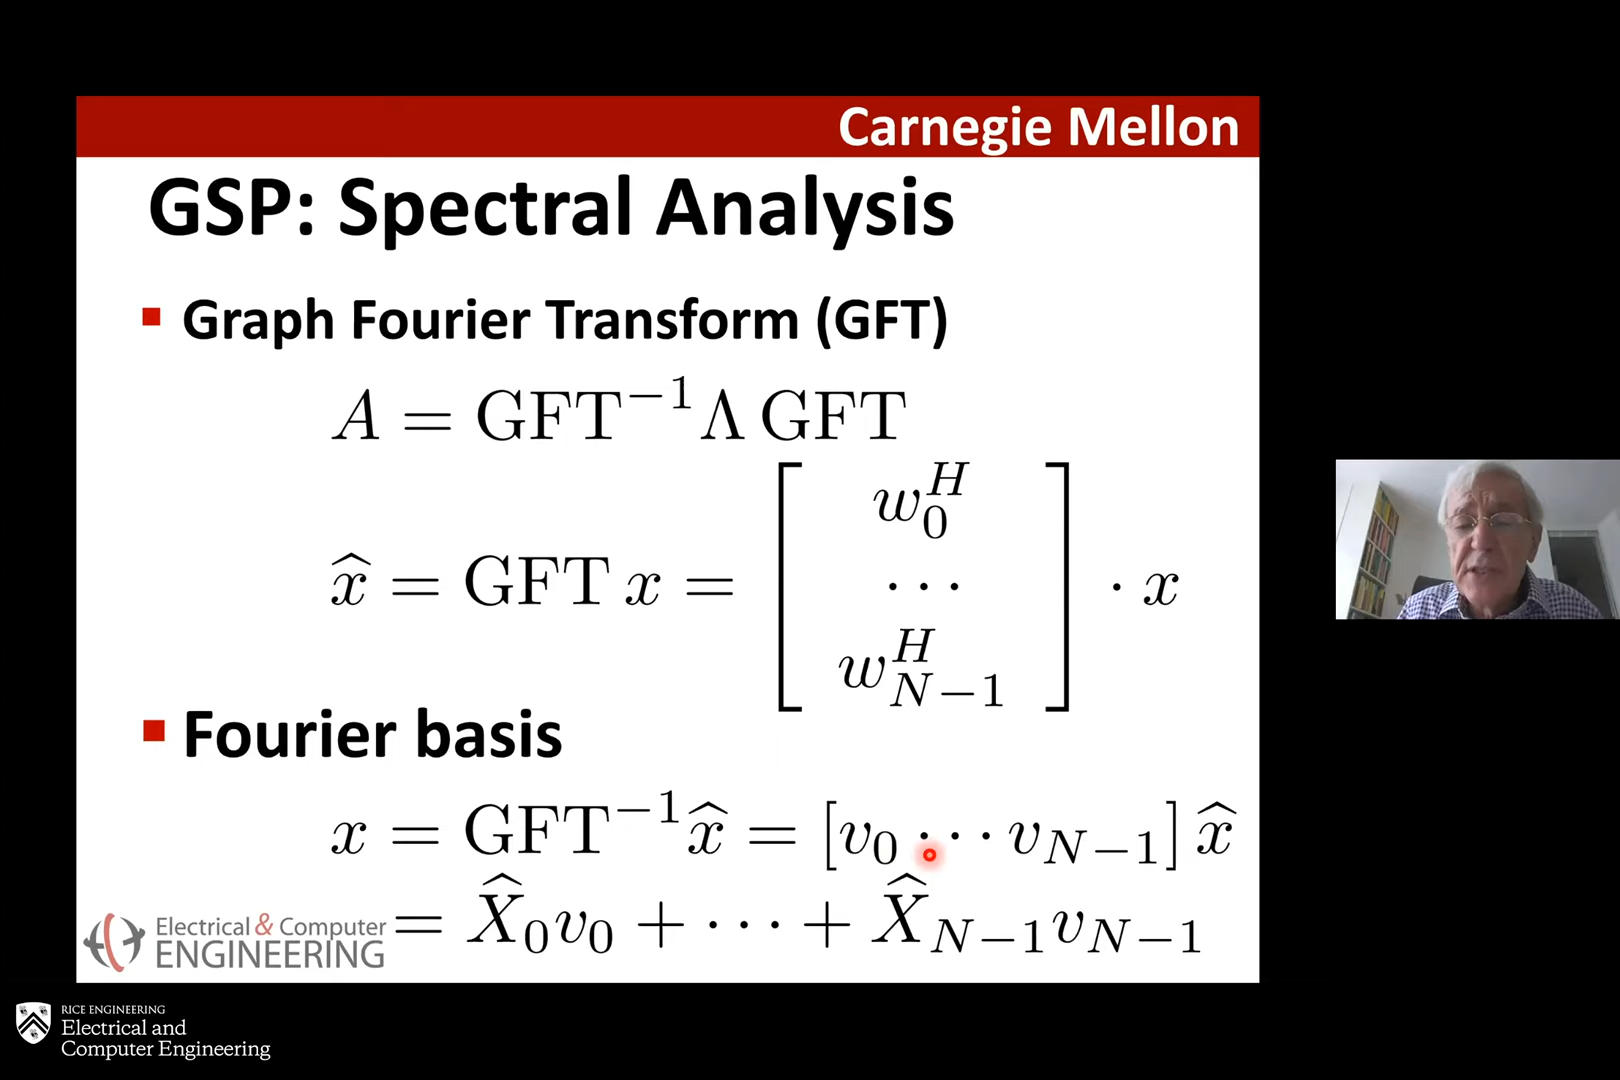 Carnegie Mellon
GSP: Spectral Analysis
▪ Graph Fourier Transform (GFT)
A = GFT⁻¹ Λ GFT
x̂ = GFT x = [ w₀ᴴ ⋯ w_{N−1}ᴴ ] · x
▪ Fourier basis
x = GFT⁻¹ x̂ = [v₀ ⋯ v_{N−1}] x̂
= X̂₀v₀ + ⋯ + X̂_{N−1}v_{N−1}
Electrical & Computer
ENGINEERING
RICE ENGINEERING
Electrical and
Computer Engineering